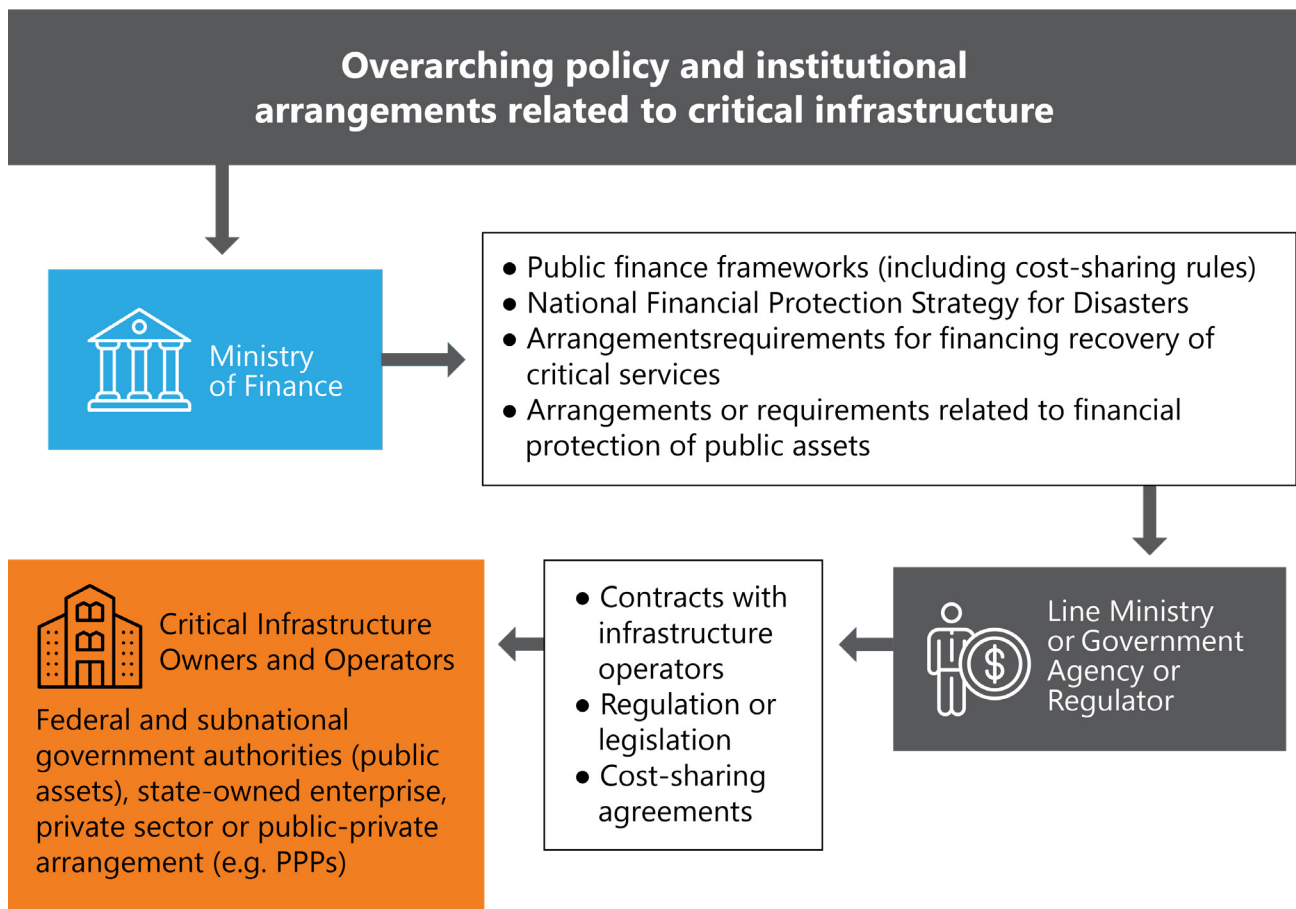 Overarching policy and institutional
arrangements related to critical infrastructure
Ministry
of Finance
● Public finance frameworks (including cost-sharing rules)
● National Financial Protection Strategy for Disasters
● Arrangementsrequirements for financing recovery of
critical services
● Arrangements or requirements related to financial
protection of public assets
Line Ministry
or Government
Agency or
Regulator
$
● Contracts with
infrastructure
operators
● Regulation or
legislation
● Cost-sharing
agreements
Critical Infrastructure
Owners and Operators
Federal and subnational
government authorities (public
assets), state-owned enterprise,
private sector or public-private
arrangement (e.g. PPPs)